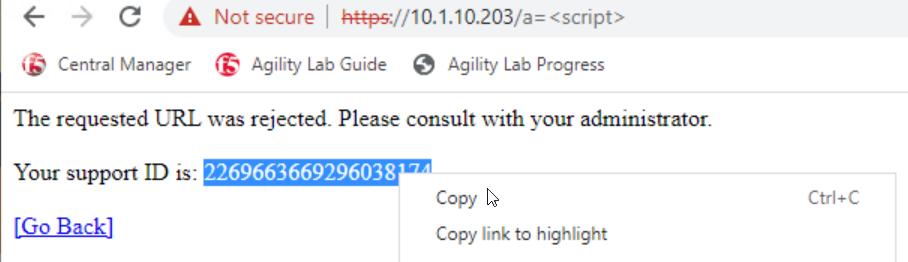 Not secure | https://10.1.10.203/a=<script>
Central Manager Agility Lab Guide Agility Lab Progress
The requested URL was rejected. Please consult with your administrator.
Your support ID is: 2269663669296038174
[Go Back]
Copy Ctrl+C
Copy link to highlight